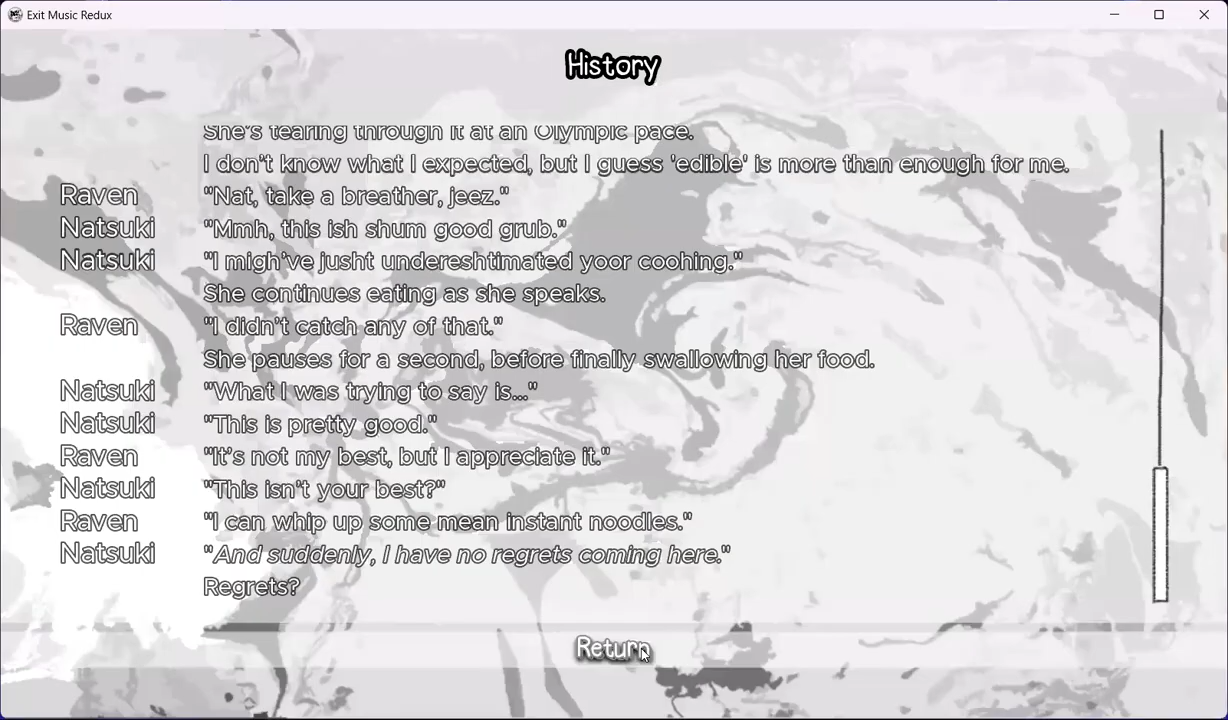 Exit Music Redux
History
She's tearing through it at an Olympic pace.
I don't know what I expected, but I guess 'edible' is more than enough for me.
Raven "Nat, take a breather, jeez."
Natsuki "Mmh, this ish shum good grub."
Natsuki "I migh've jusht undereshtimated yoor coohing."
She continues eating as she speaks.
Raven "I didn't catch any of that."
She pauses for a second, before finally swallowing her food.
Natsuki "What I was trying to say is..."
Natsuki "This is pretty good."
Raven "It's not my best, but I appreciate it."
Natsuki "This isn't your best?"
Raven "I can whip up some mean instant noodles."
Natsuki "And suddenly, I have no regrets coming here."
Regrets?
Return